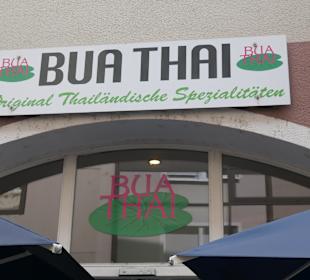 BUA
THAI
BUA THAI
BUA
THAI
Original Thailändische Spezialitäten
BUA
THAI